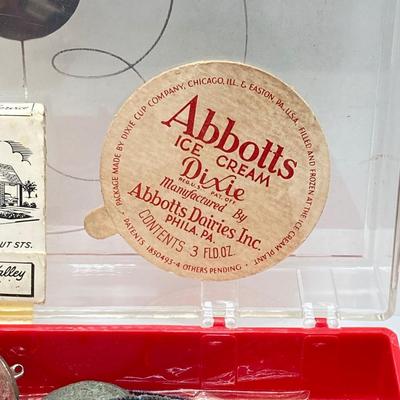 PACKAGE MADE BY DIXIE CUP COMPANY, CHICAGO, ILL. & EASTON, PA., U.S.A. FILLED AND FROZEN AT THE ICE CREAM PLANT
Abbotts
ICE CREAM
Dixie
REG. U.S. PAT. OFF.
Manufactured By
Abbotts Dairies Inc.
PHILA. PA.
CONTENTS 3 FLD. OZ.
PATENTS 1850493-4 OTHERS PENDING
UT STS.
alley